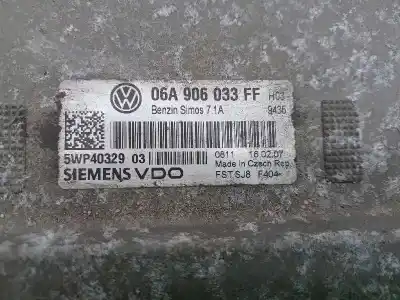 06A 906 033 FF HC3
Benzin Simos 7.1A 9436
5WP40329 03 0611 16.02.07
Made in Czech Rep.
SIEMENS VDO FST SJ8 F404